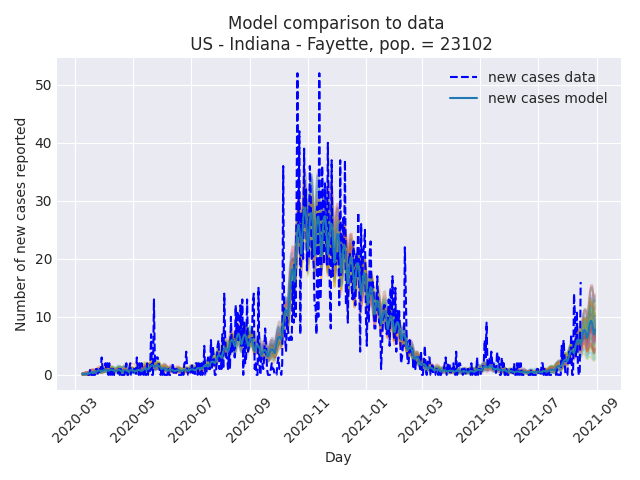 Model comparison to data
US - Indiana - Fayette, pop. = 23102
new cases data
new cases model
Number of new cases reported
50
40
30
20
10
0
2020-03
2020-05
2020-07
2020-09
2020-11
2021-01
2021-03
2021-05
2021-07
2021-09
Day